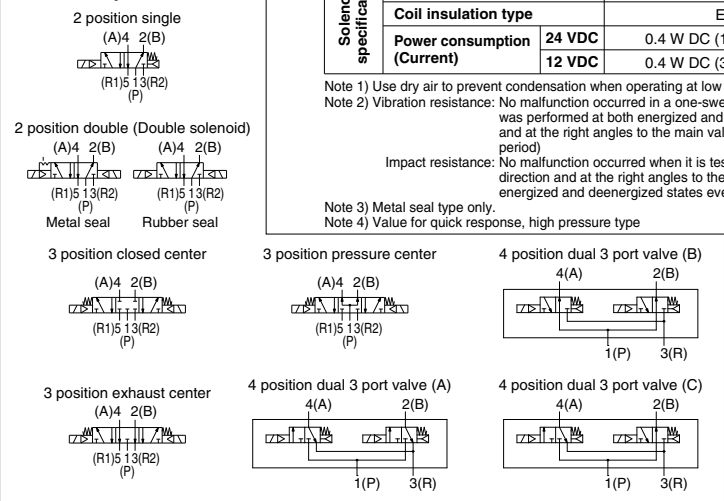 2 position single
(A)4 2(B)
(R1)5 1 3(R2)
(P)
2 position double (Double solenoid)
(A)4 2(B)
(R1)5 1 3(R2)
(P)
Metal seal
(A)4 2(B)
(R1)5 1 3(R2)
(P)
Rubber seal
Coil insulation type
E
Power consumption
(Current)
24 VDC
0.4 W DC (1
12 VDC
0.4 W DC (3
Note 1) Use dry air to prevent condensation when operating at low
Note 2) Vibration resistance: No malfunction occurred in a one-swe
was performed at both energized and
and at the right angles to the main val
period)
Impact resistance: No malfunction occurred when it is tes
direction and at the right angles to the
energized and deenergized states eve
Note 3) Metal seal type only.
Note 4) Value for quick response, high pressure type
3 position closed center
(A)4 2(B)
(R1)5 1 3(R2)
(P)
3 position pressure center
(A)4 2(B)
(R1)5 1 3(R2)
(P)
4 position dual 3 port valve (B)
4(A) 2(B)
1(P) 3(R)
3 position exhaust center
(A)4 2(B)
(R1)5 1 3(R2)
(P)
4 position dual 3 port valve (A)
4(A) 2(B)
1(P) 3(R)
4 position dual 3 port valve (C)
4(A) 2(B)
1(P) 3(R)